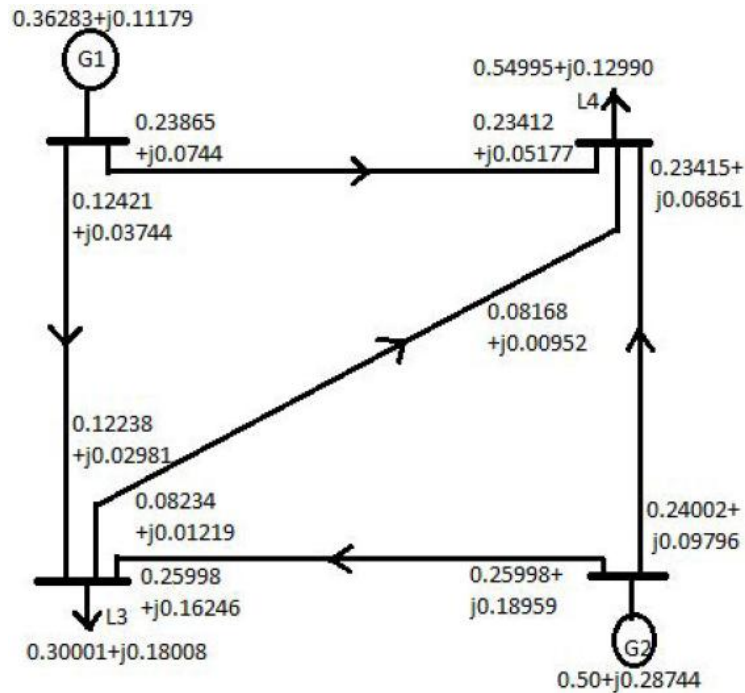 0.36283+j0.11179
G1
0.54995+j0.12990
L4
0.23865
+j0.0744
0.23412
+j0.05177
0.23415+
j0.06861
0.12421
+j0.03744
0.08168
+j0.00952
0.12238
+j0.02981
0.08234
+j0.01219
0.24002+
j0.09796
0.25998
+j0.16246
0.25998+
j0.18959
L3
0.30001+j0.18008
G2
0.50+j0.28744